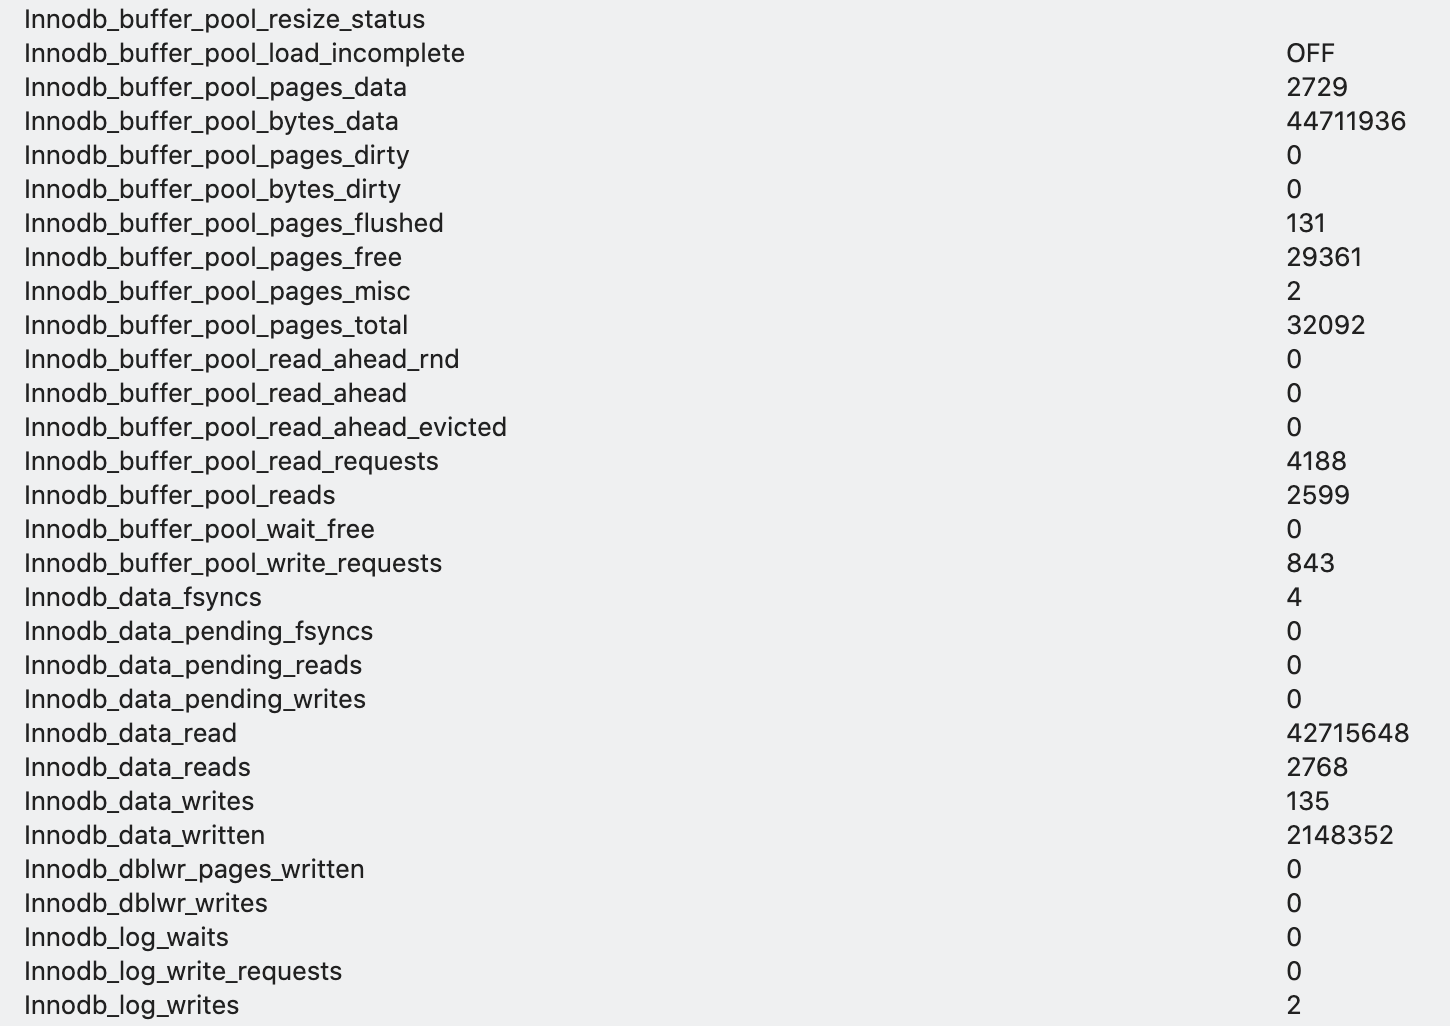 Innodb_buffer_pool_resize_status
Innodb_buffer_pool_load_incomplete OFF
Innodb_buffer_pool_pages_data 2729
Innodb_buffer_pool_bytes_data 44711936
Innodb_buffer_pool_pages_dirty 0
Innodb_buffer_pool_bytes_dirty 0
Innodb_buffer_pool_pages_flushed 131
Innodb_buffer_pool_pages_free 29361
Innodb_buffer_pool_pages_misc 2
Innodb_buffer_pool_pages_total 32092
Innodb_buffer_pool_read_ahead_rnd 0
Innodb_buffer_pool_read_ahead 0
Innodb_buffer_pool_read_ahead_evicted 0
Innodb_buffer_pool_read_requests 4188
Innodb_buffer_pool_reads 2599
Innodb_buffer_pool_wait_free 0
Innodb_buffer_pool_write_requests 843
Innodb_data_fsyncs 4
Innodb_data_pending_fsyncs 0
Innodb_data_pending_reads 0
Innodb_data_pending_writes 0
Innodb_data_read 42715648
Innodb_data_reads 2768
Innodb_data_writes 135
Innodb_data_written 2148352
Innodb_dblwr_pages_written 0
Innodb_dblwr_writes 0
Innodb_log_waits 0
Innodb_log_write_requests 0
Innodb_log_writes 2